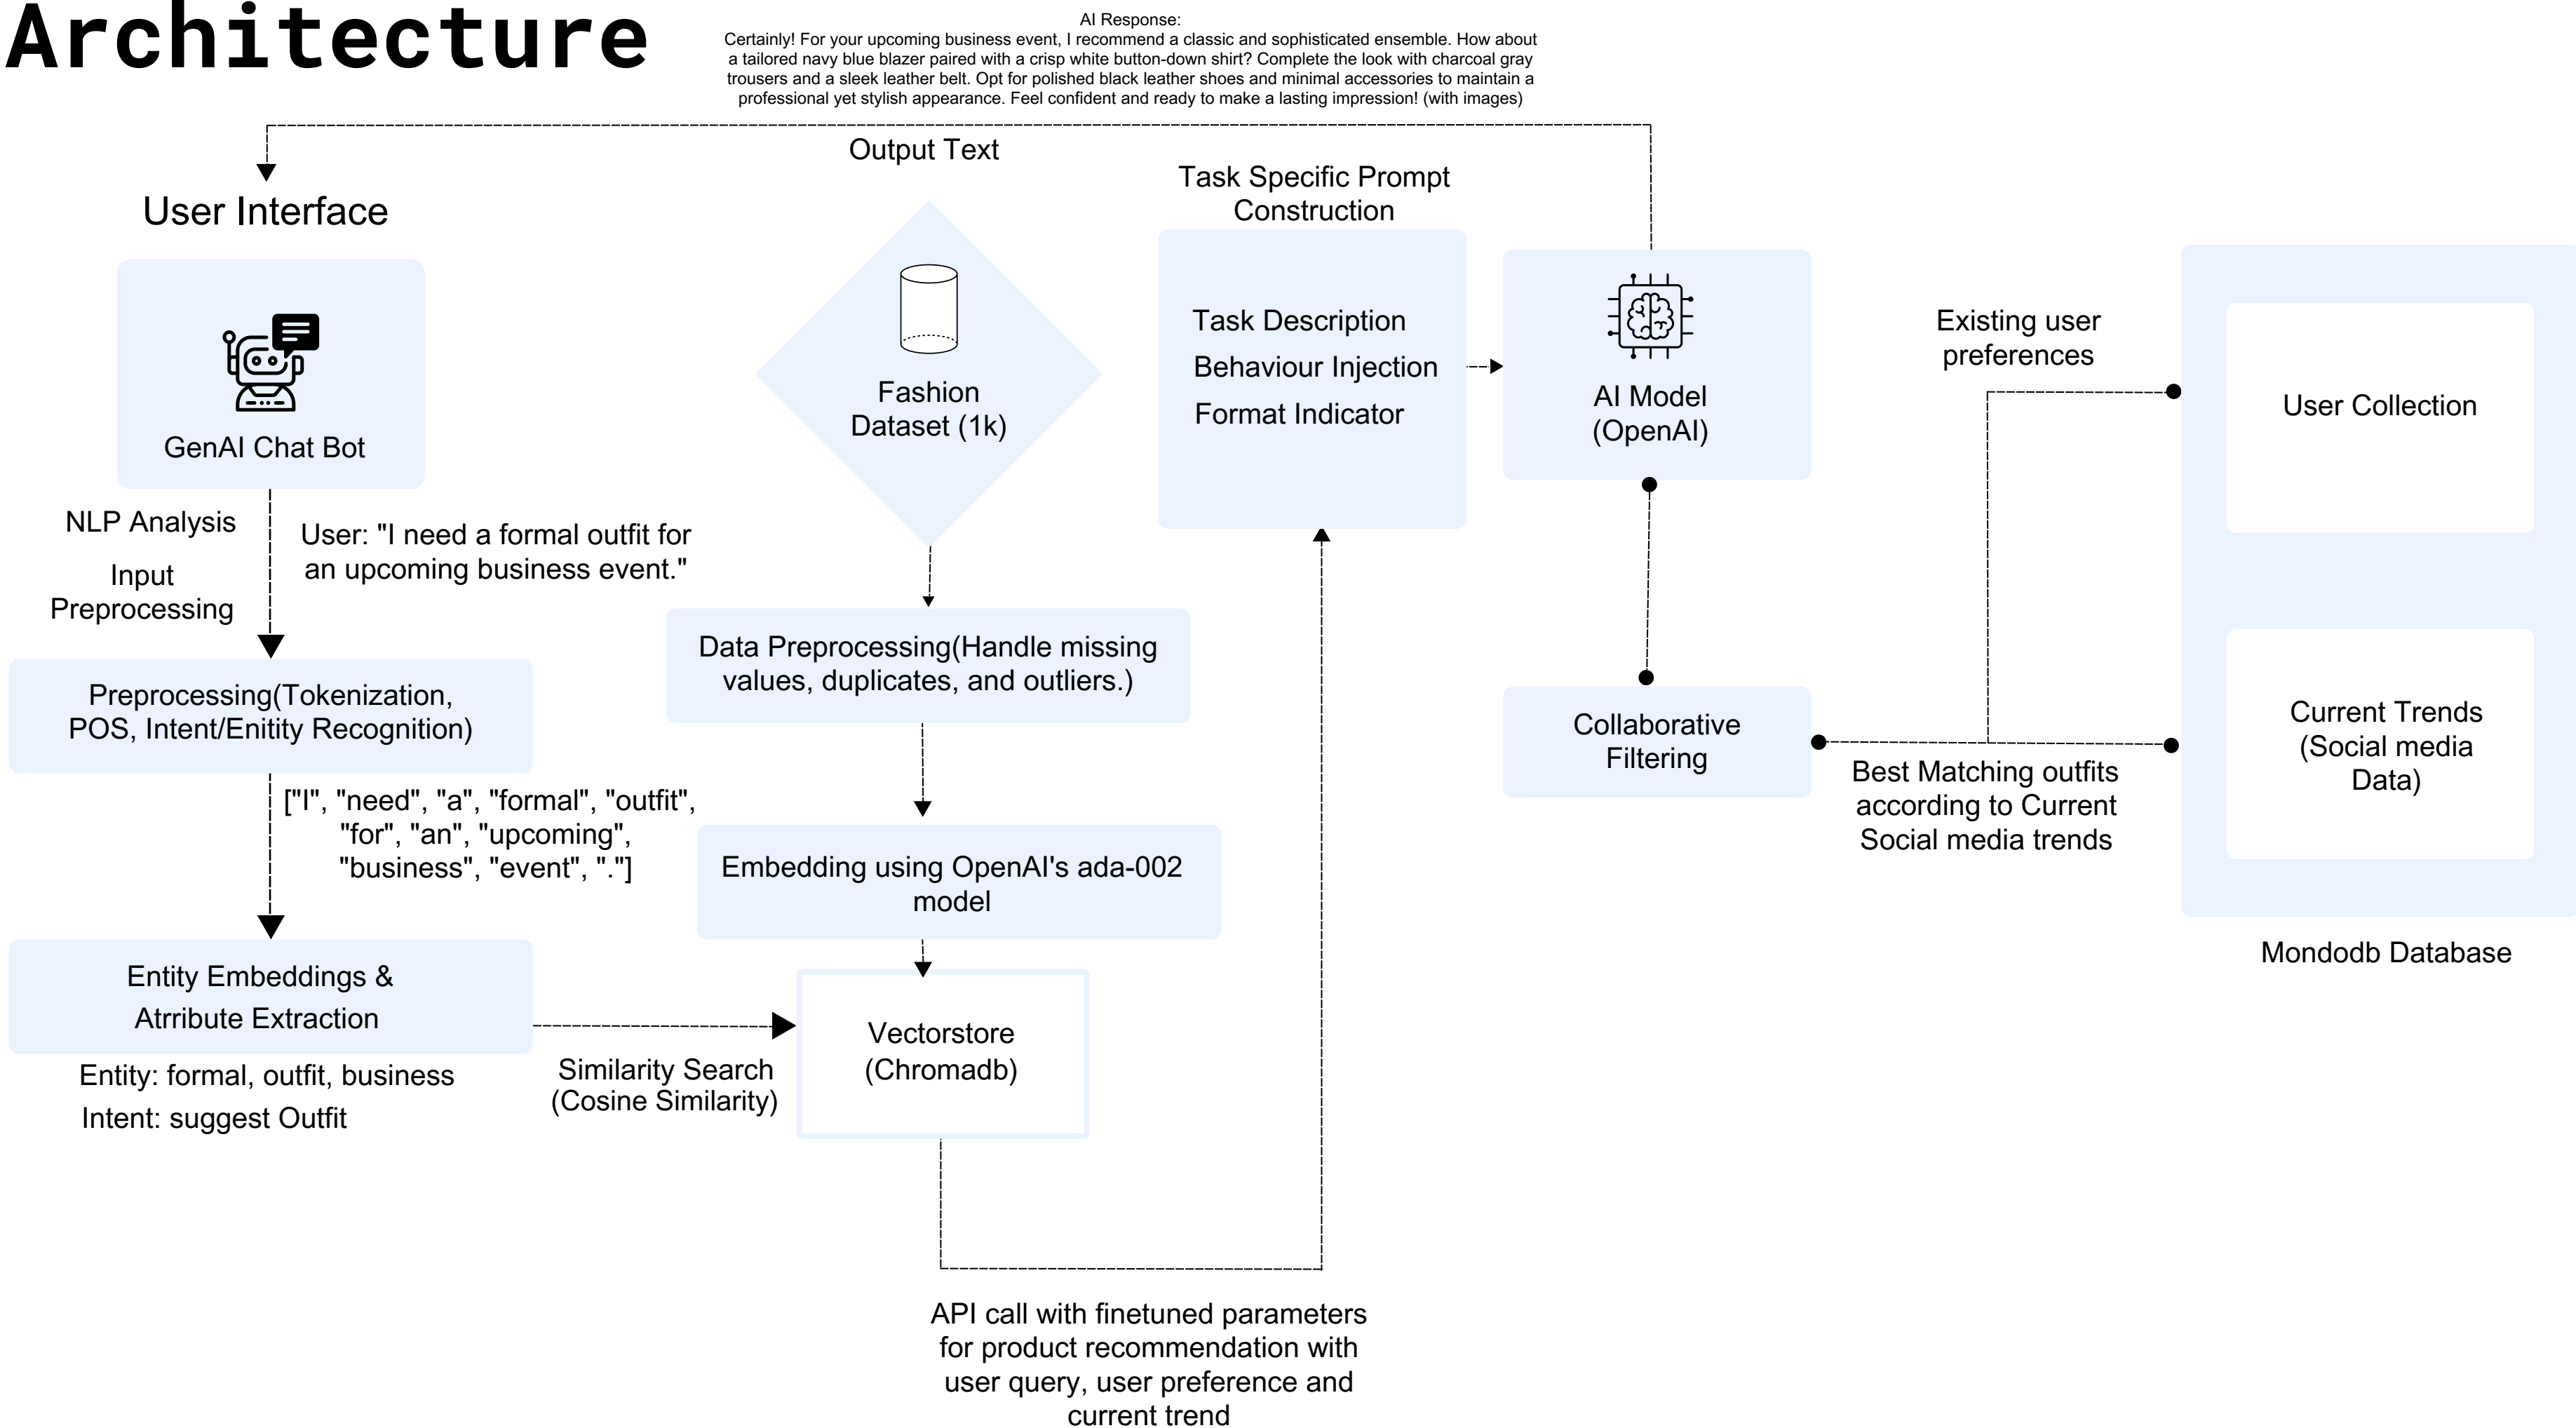 Architecture
AI Response:
Certainly! For your upcoming business event, I recommend a classic and sophisticated ensemble. How about
a tailored navy blue blazer paired with a crisp white button-down shirt? Complete the look with charcoal gray
trousers and a sleek leather belt. Opt for polished black leather shoes and minimal accessories to maintain a
professional yet stylish appearance. Feel confident and ready to make a lasting impression! (with images)
Output Text
User Interface
GenAI Chat Bot
NLP Analysis
Input
Preprocessing
User: "I need a formal outfit for
an upcoming business event."
Preprocessing(Tokenization,
POS, Intent/Enitity Recognition)
["I", "need", "a", "formal", "outfit",
"for", "an", "upcoming",
"business", "event", "."]
Entity Embeddings &
Atrribute Extraction
Entity: formal, outfit, business
Intent: suggest Outfit
Similarity Search
(Cosine Similarity)
Fashion
Dataset (1k)
Data Preprocessing(Handle missing
values, duplicates, and outliers.)
Embedding using OpenAI's ada-002
model
Vectorstore
(Chromadb)
API call with finetuned parameters
for product recommendation with
user query, user preference and
current trend
Task Specific Prompt
Construction
Task Description
Behaviour Injection
Format Indicator
AI Model
(OpenAI)
Collaborative
Filtering
Existing user
preferences
Best Matching outfits
according to Current
Social media trends
User Collection
Current Trends
(Social media
Data)
Mondodb Database